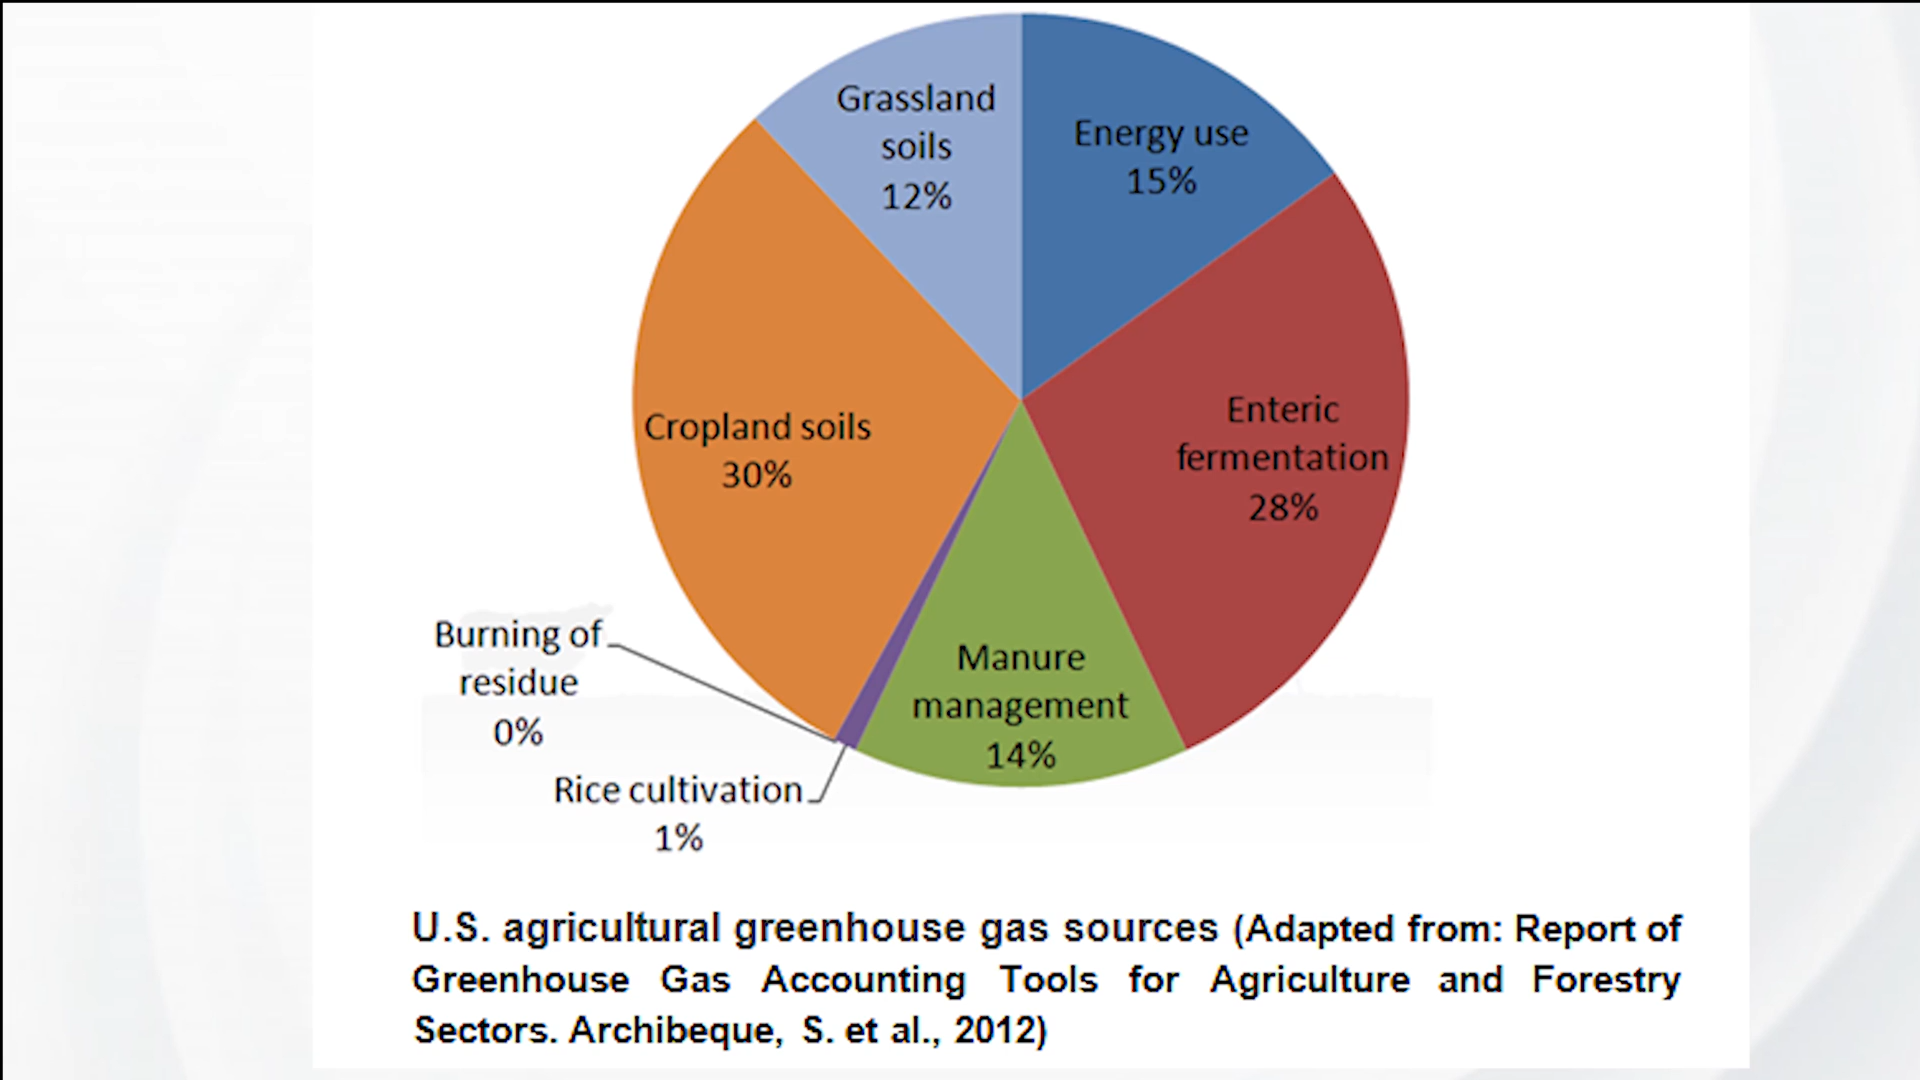 Grassland
soils
12%
Energy use
15%
Enteric
fermentation
28%
Cropland soils
30%
Manure
management
14%
Burning of
residue
0%
Rice cultivation
1%
U.S. agricultural greenhouse gas sources (Adapted from: Report of
Greenhouse Gas Accounting Tools for Agriculture and Forestry
Sectors. Archibeque, S. et al., 2012)